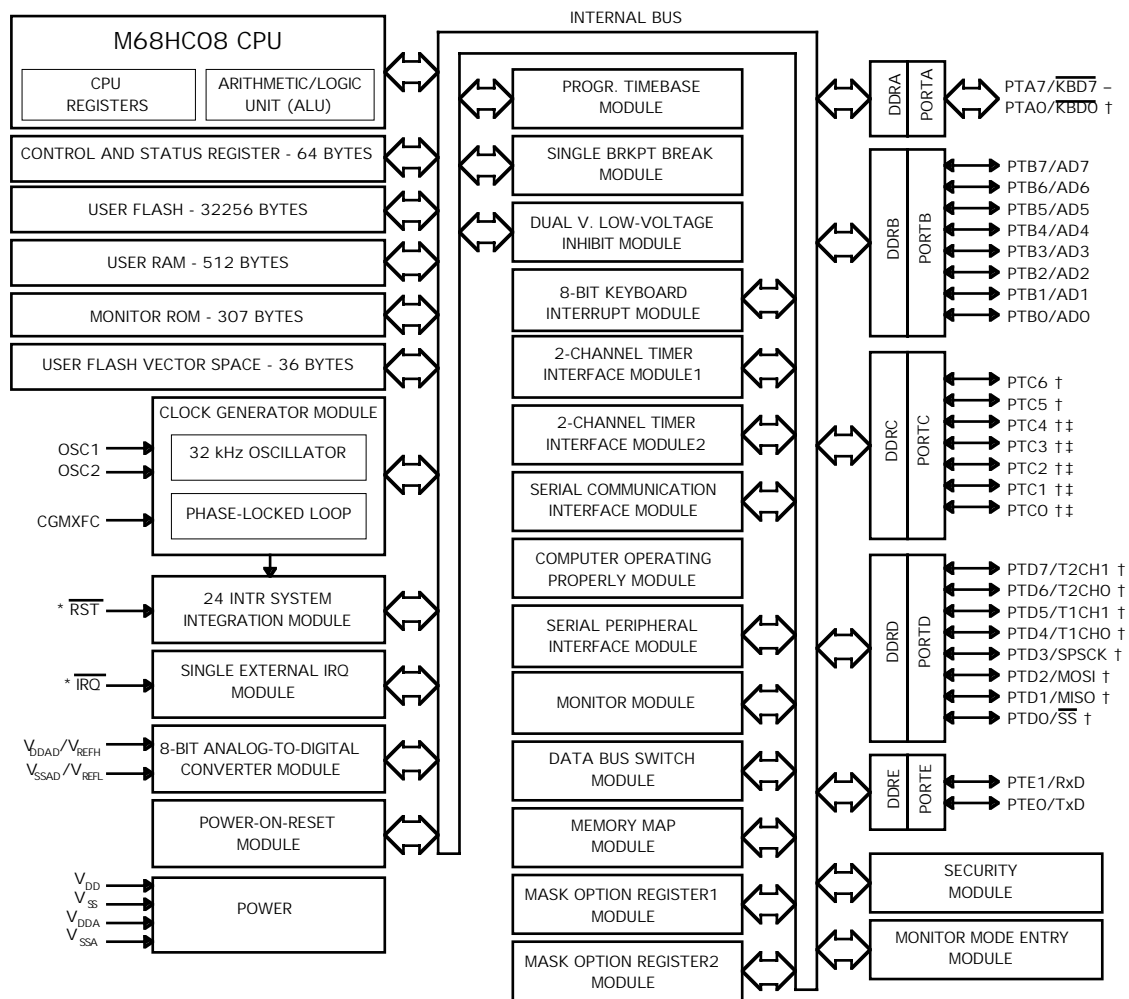 INTERNAL BUS
M68HC08 CPU
CPU
REGISTERS
ARITHMETIC/LOGIC
UNIT (ALU)
CONTROL AND STATUS REGISTER - 64 BYTES
USER FLASH - 32256 BYTES
USER RAM - 512 BYTES
MONITOR ROM - 307 BYTES
USER FLASH VECTOR SPACE - 36 BYTES
CLOCK GENERATOR MODULE
32 kHz OSCILLATOR
PHASE-LOCKED LOOP
OSC1
OSC2
CGMXFC
* RST
24 INTR SYSTEM
INTEGRATION MODULE
* IRQ
SINGLE EXTERNAL IRQ
MODULE
VDDAD/VREFH
VSSAD/VREFL
8-BIT ANALOG-TO-DIGITAL
CONVERTER MODULE
POWER-ON-RESET
MODULE
VDD
VSS
VDDA
VSSA
POWER
PROGR. TIMEBASE
MODULE
SINGLE BRKPT BREAK
MODULE
DUAL V. LOW-VOLTAGE
INHIBIT MODULE
8-BIT KEYBOARD
INTERRUPT MODULE
2-CHANNEL TIMER
INTERFACE MODULE1
2-CHANNEL TIMER
INTERFACE MODULE2
SERIAL COMMUNICATION
INTERFACE MODULE
COMPUTER OPERATING
PROPERLY MODULE
SERIAL PERIPHERAL
INTERFACE MODULE
MONITOR MODULE
DATA BUS SWITCH
MODULE
MEMORY MAP
MODULE
MASK OPTION REGISTER1
MODULE
MASK OPTION REGISTER2
MODULE
DDRA
PORTA
PTA7/KBD7 –
PTA0/KBD0 †
DDRB
PORTB
PTB7/AD7
PTB6/AD6
PTB5/AD5
PTB4/AD4
PTB3/AD3
PTB2/AD2
PTB1/AD1
PTB0/AD0
DDRC
PORTC
PTC6 †
PTC5 †
PTC4 †‡
PTC3 †‡
PTC2 †‡
PTC1 †‡
PTC0 †‡
DDRD
PORTD
PTD7/T2CH1 †
PTD6/T2CH0 †
PTD5/T1CH1 †
PTD4/T1CH0 †
PTD3/SPSCK †
PTD2/MOSI †
PTD1/MISO †
PTD0/SS †
DDRE
PORTE
PTE1/RxD
PTE0/TxD
SECURITY
MODULE
MONITOR MODE ENTRY
MODULE